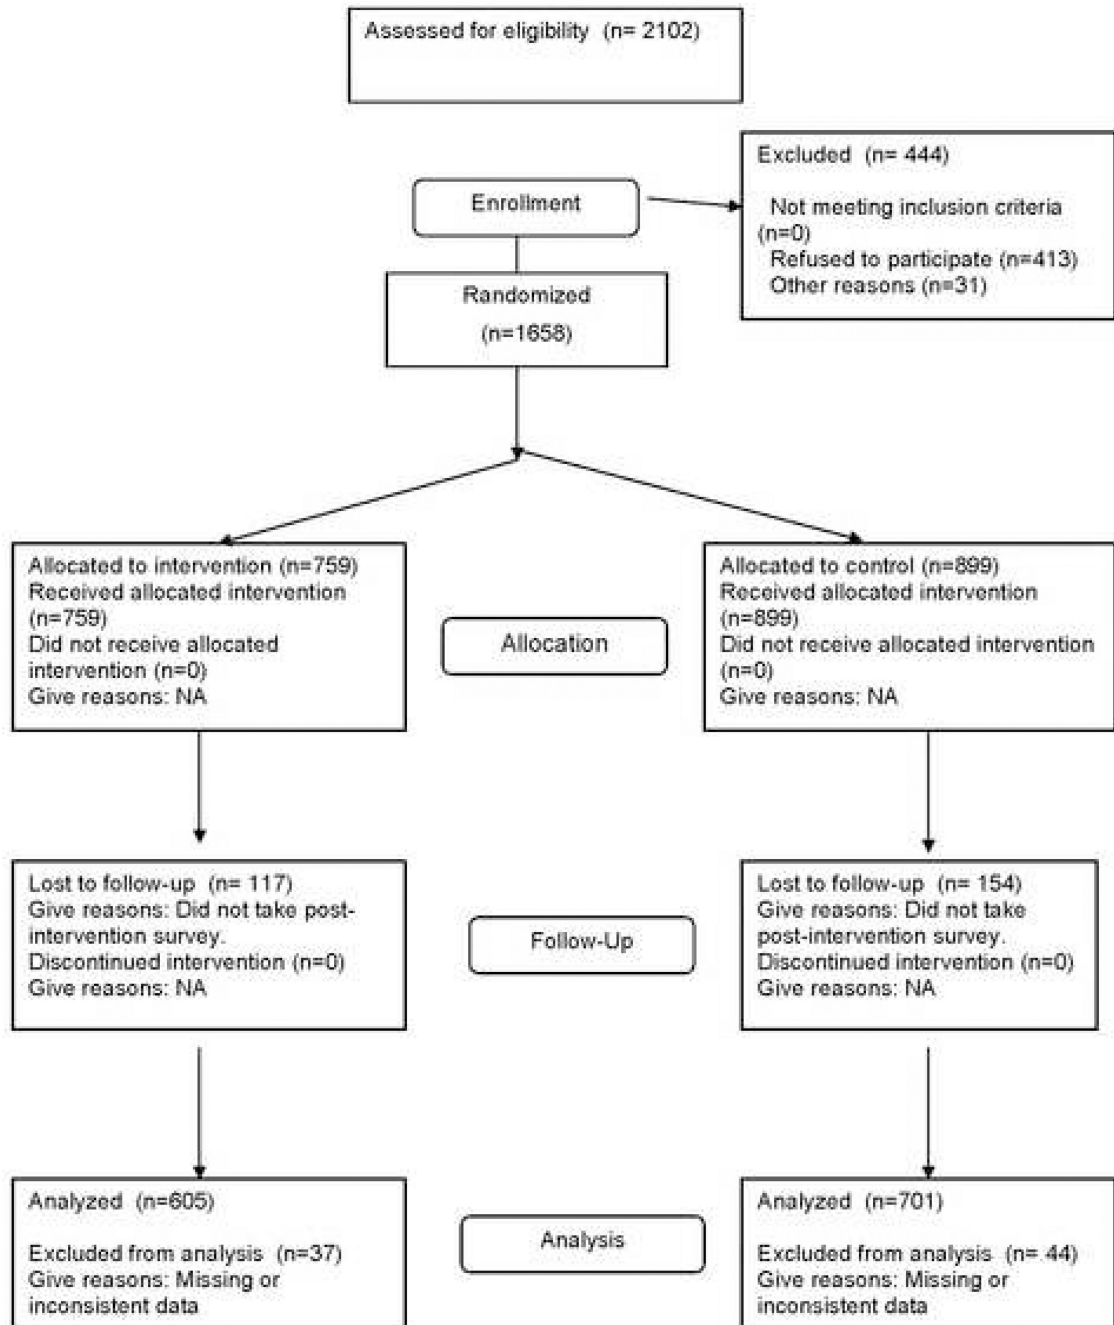 Assessed for eligibility (n= 2102)
Excluded (n= 444)
Not meeting inclusion criteria
(n=0)
Refused to participate (n=413)
Other reasons (n=31)
Enrollment
Randomized
(n=1658)
Allocated to intervention (n=759)
Received allocated intervention
(n=759)
Did not receive allocated
intervention (n=0)
Give reasons: NA
Allocation
Allocated to control (n=899)
Received allocated intervention
(n=899)
Did not receive allocated intervention
(n=0)
Give reasons: NA
Lost to follow-up (n= 117)
Give reasons: Did not take post-
intervention survey.
Discontinued intervention (n=0)
Give reasons: NA
Follow-Up
Lost to follow-up (n= 154)
Give reasons: Did not take
post-intervention survey.
Discontinued intervention (n=0)
Give reasons: NA
Analyzed (n=605)
Excluded from analysis (n=37)
Give reasons: Missing or
inconsistent data
Analysis
Analyzed (n=701)
Excluded from analysis (n= 44)
Give reasons: Missing or
inconsistent data